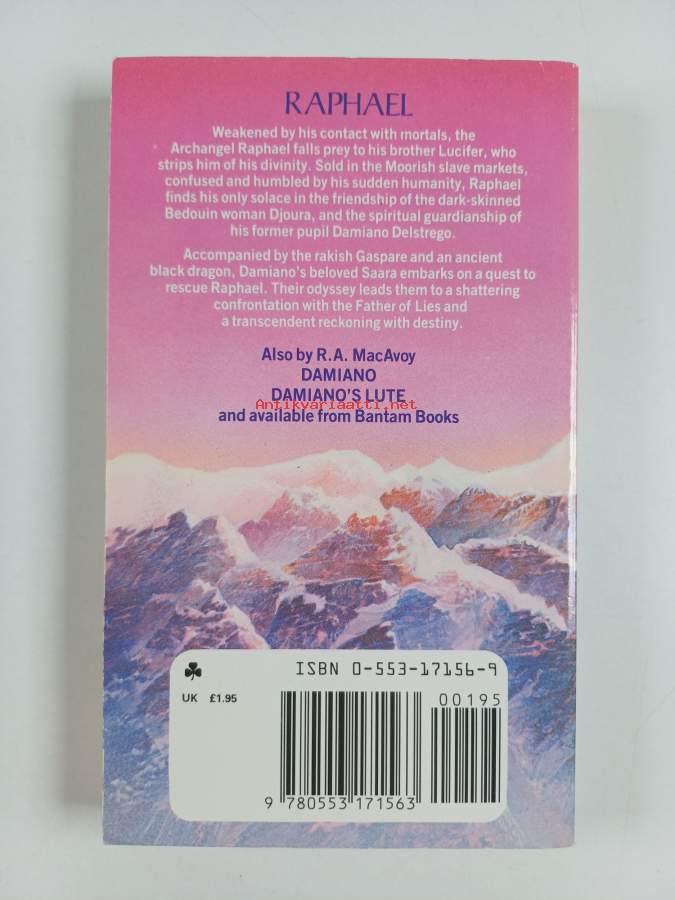 RAPHAEL
Weakened by his contact with mortals, the
Archangel Raphael falls prey to his brother Lucifer, who
strips him of his divinity. Sold in the Moorish slave markets,
confused and humbled by his sudden humanity, Raphael
finds his only solace in the friendship of the dark-skinned
Bedouin woman Djoura, and the spiritual guardianship of
his former pupil Damiano Delstrego.
Accompanied by the rakish Gaspare and an ancient
black dragon, Damiano's beloved Saara embarks on a quest to
rescue Raphael. Their odyssey leads them to a shattering
confrontation with the Father of Lies and
a transcendent reckoning with destiny.
Also by R.A. MacAvoy
DAMIANO
DAMIANO'S LUTE
Antikvariaatti.net
and available from Bantam Books
ISBN 0-553-17156-9
UK £1.95
00195
9 780553 171563